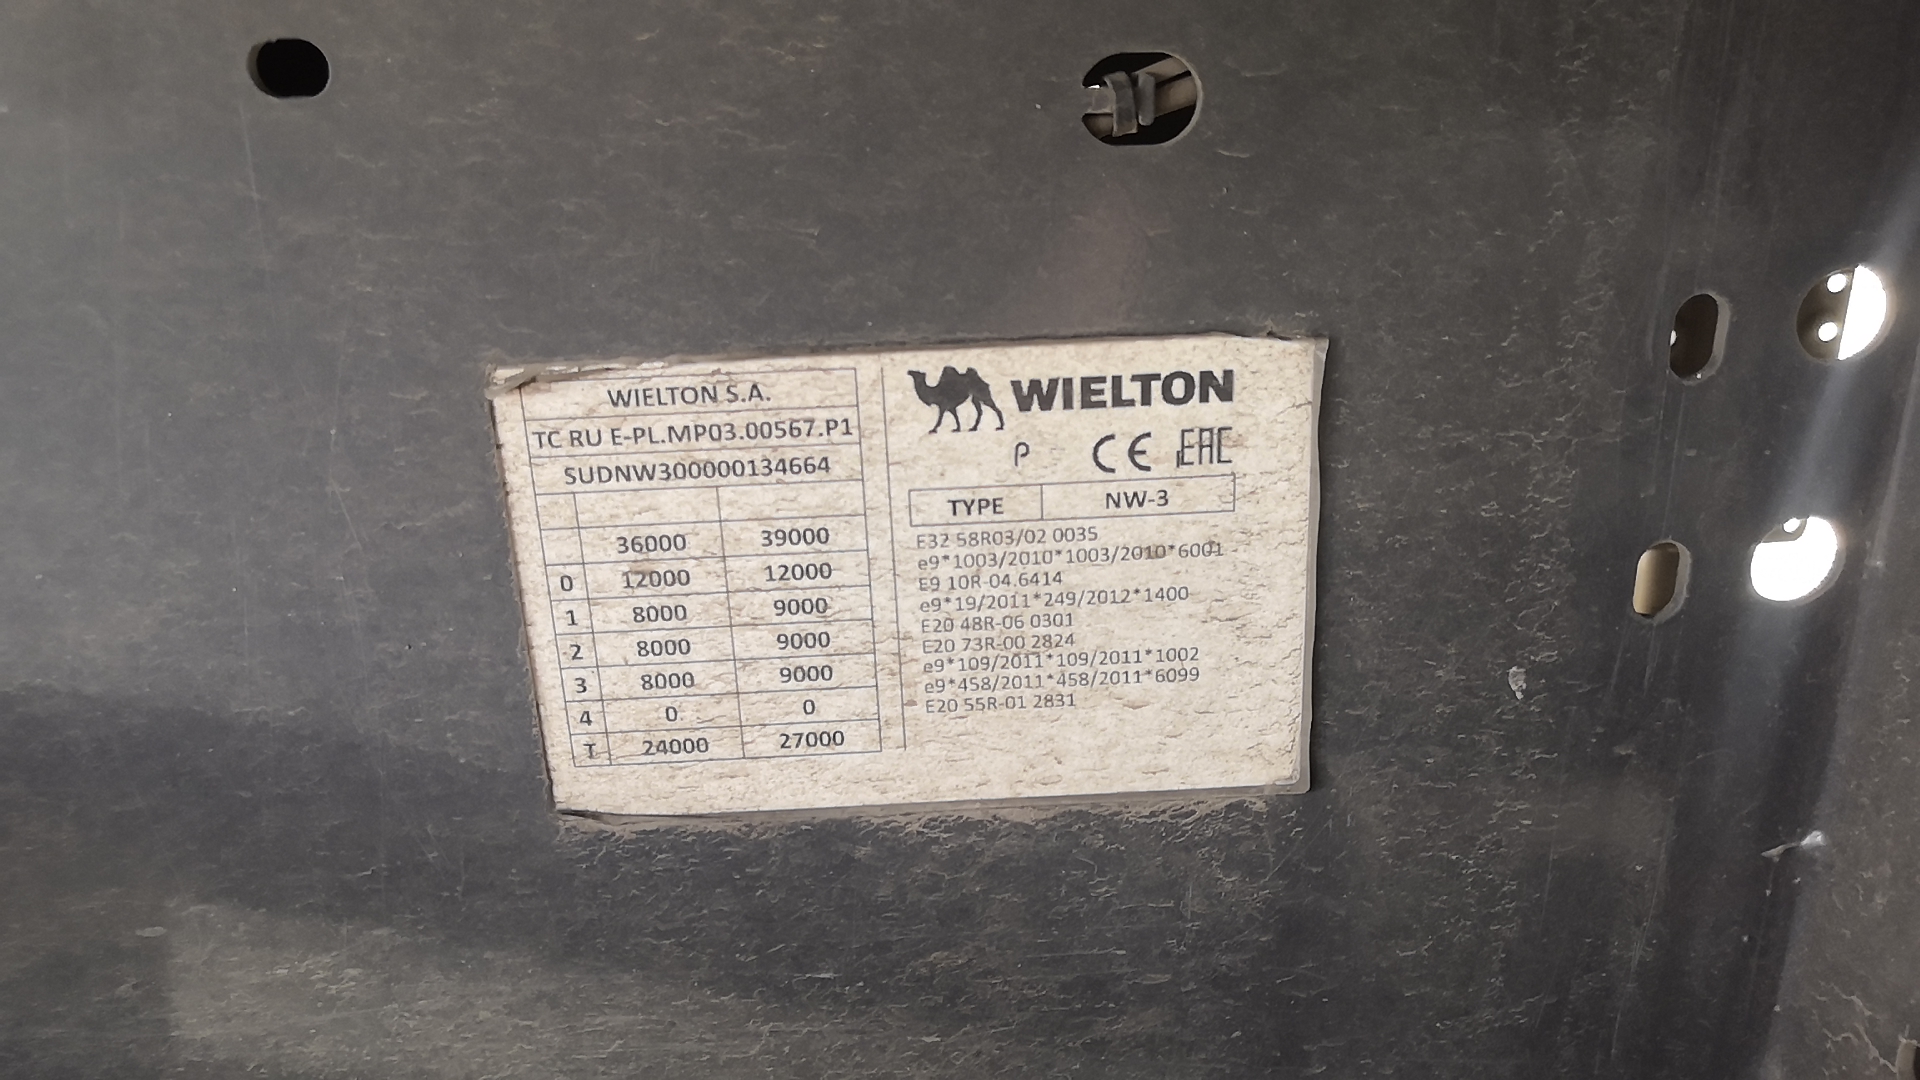 WIELTON S.A.
TC RU E-PL.MP03.00567.P1
SUDNW300000134664
36000 39000
0 12000 12000
1 8000 9000
2 8000 9000
3 8000 9000
4 0 0
T 24000 27000
WIELTON
P CE EAC
TYPE NW-3
E32 58R03/02 0035
e9*1003/2010*1003/2010*6001
E9 10R-04.6414
e9*19/2011*249/2012*1400
E20 48R-06 0301
E20 73R-00 2824
e9*109/2011*109/2011*1002
e9*458/2011*458/2011*6099
E20 55R-01 2831